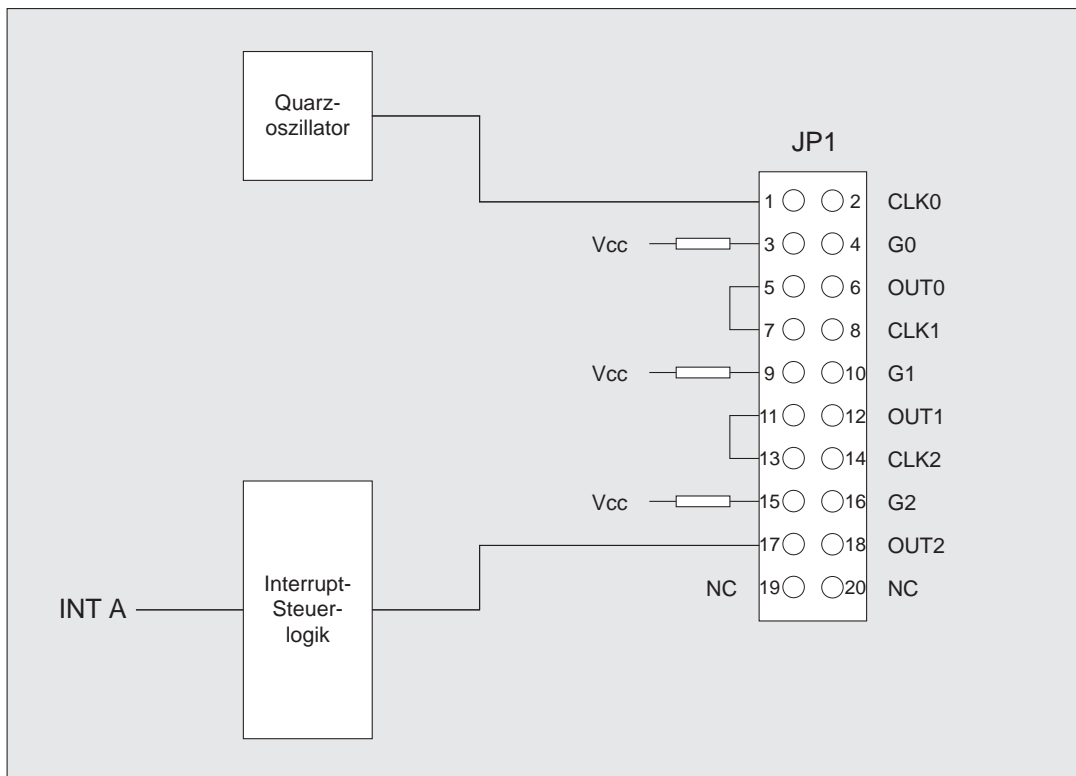 Quarz-
oszillator
JP1
1 2 CLK0
Vcc 3 4 G0
5 6 OUT0
7 8 CLK1
Vcc 9 10 G1
11 12 OUT1
13 14 CLK2
Vcc 15 16 G2
17 18 OUT2
NC 19 20 NC
INT A
Interrupt-
Steuer-
logik